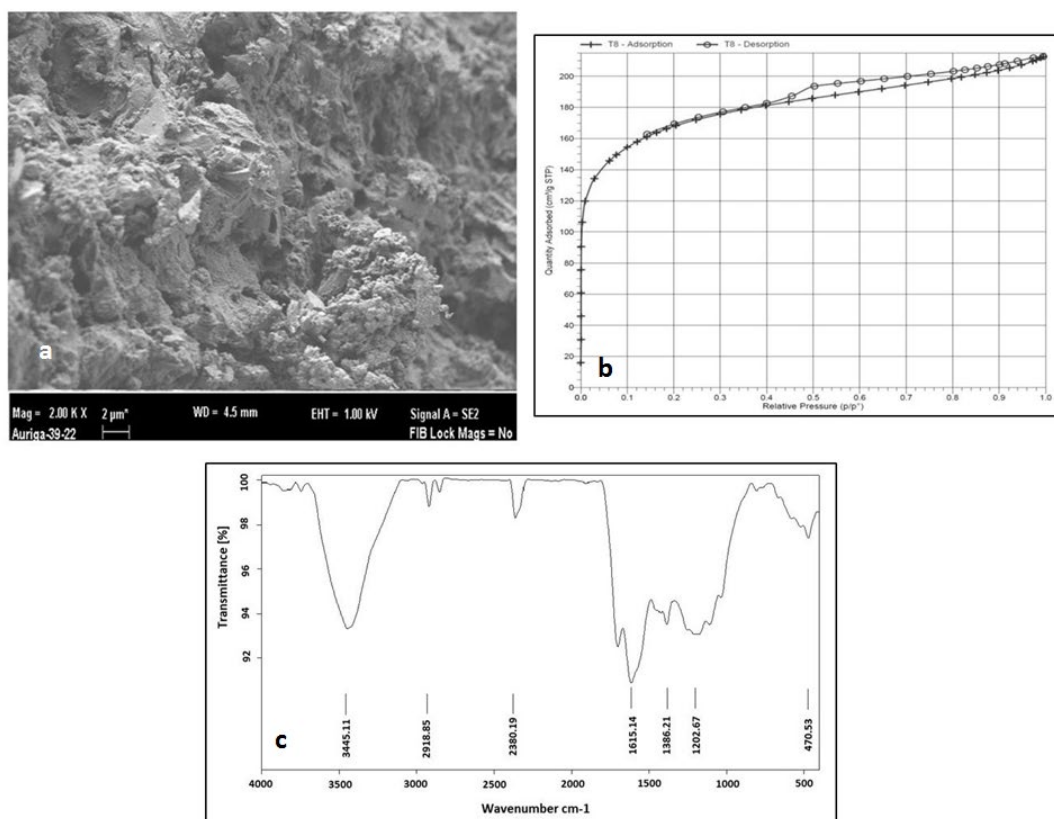 a
Mag = 2.00 K X 2 µm* WD = 4.5 mm EHT = 1.00 kV Signal A = SE2
Auriga-39-22 FIB Lock Mags = No
T8 - Adsorption T8 - Desorption
Quantity Adsorbed (cm³/g STP)
200
180
160
140
120
100
80
60
40
20
0
b
0.0 0.1 0.2 0.3 0.4 0.5 0.6 0.7 0.8 0.9 1.0
Relative Pressure (p/p°)
Transmittance [%]
100
98
96
94
92
c
3445.11
2918.85
2380.19
1615.14
1386.21
1202.67
470.53
4000 3500 3000 2500 2000 1500 1000 500
Wavenumber cm-1